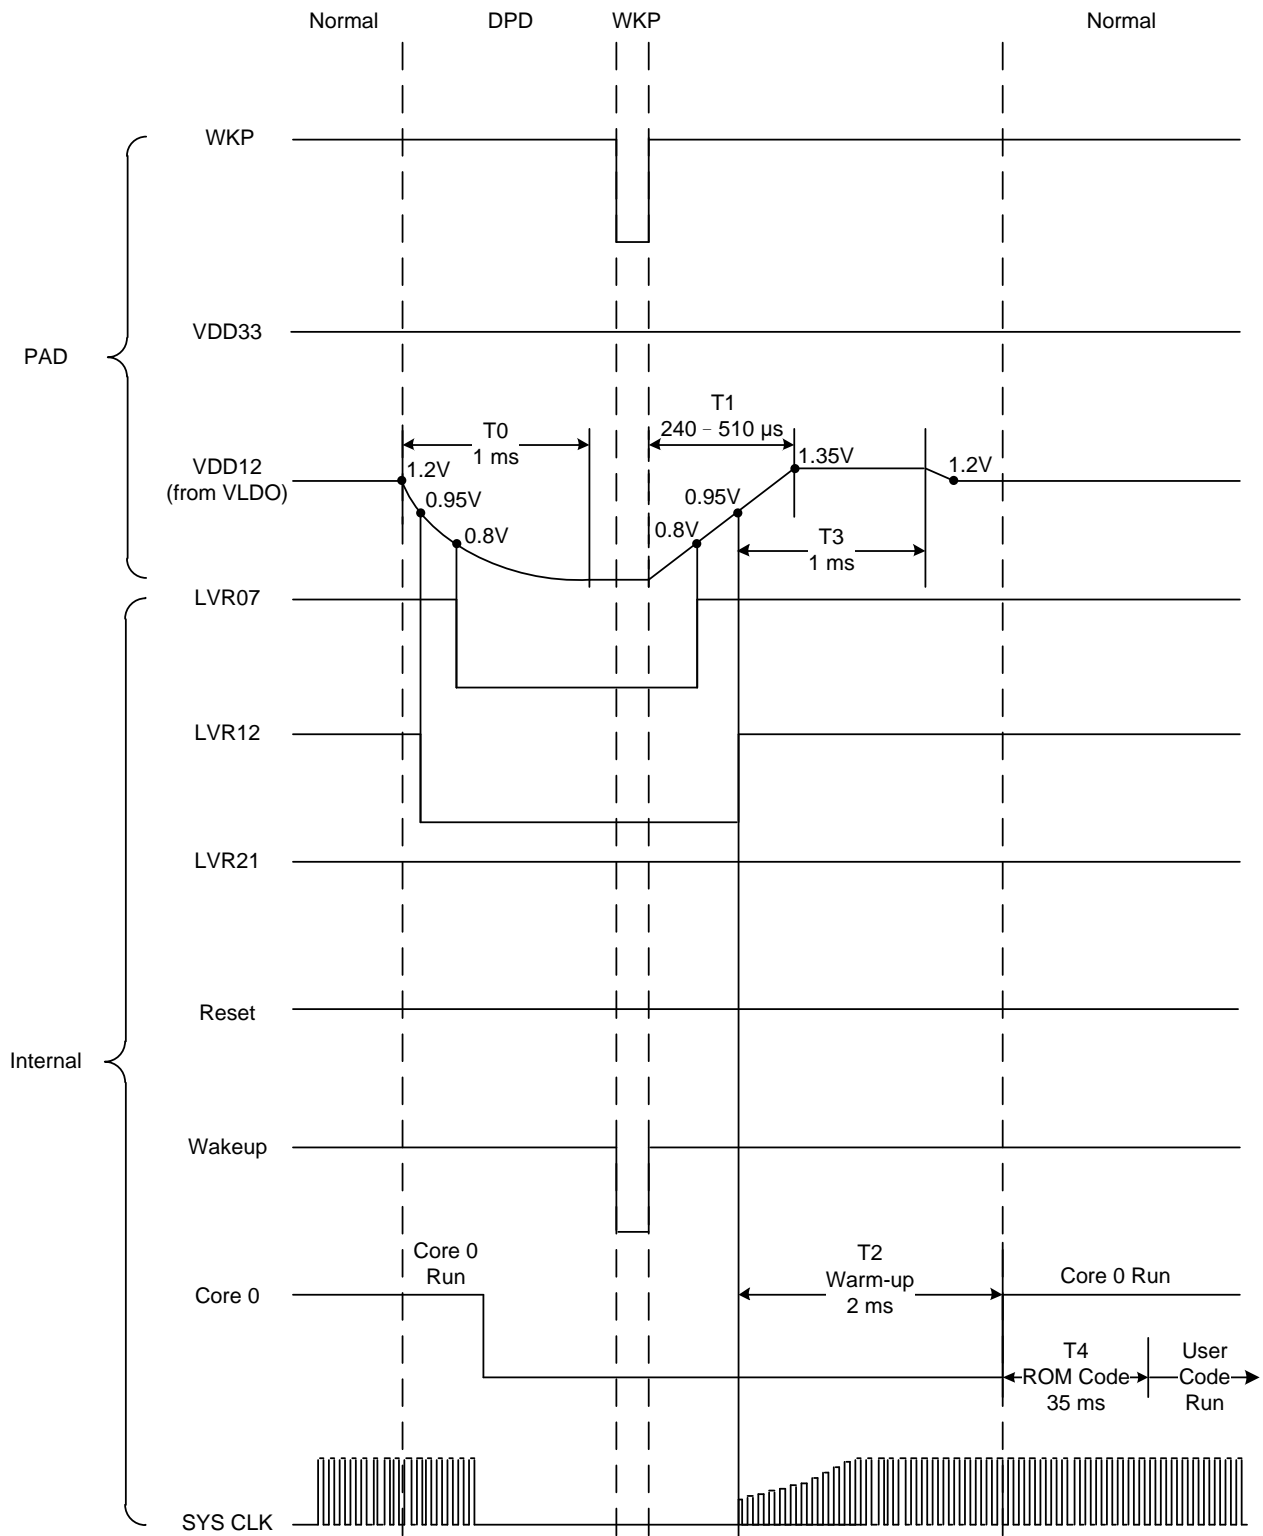 Normal
DPD
WKP
Normal
WKP
PAD
VDD33
VDD12
(from VLDO)
T0
1 ms
T1
240 – 510 µs
1.2V
0.95V
0.8V
0.8V
0.95V
1.35V
1.2V
T3
1 ms
LVR07
LVR12
LVR21
Internal
Reset
Wakeup
Core 0
Core 0
Run
T2
Warm-up
2 ms
Core 0 Run
T4
ROM Code
35 ms
User
Code
Run
SYS CLK